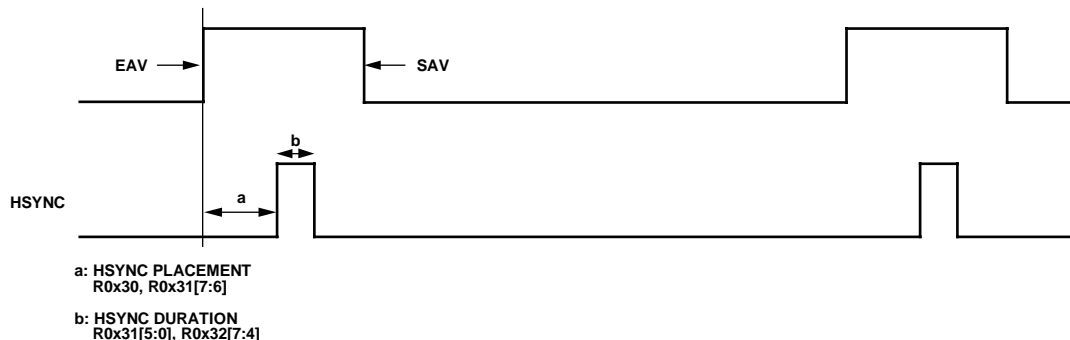 EAV
SAV
b
a
HSYNC
a: HSYNC PLACEMENT
R0x30, R0x31[7:6]
b: HSYNC DURATION
R0x31[5:0], R0x32[7:4]